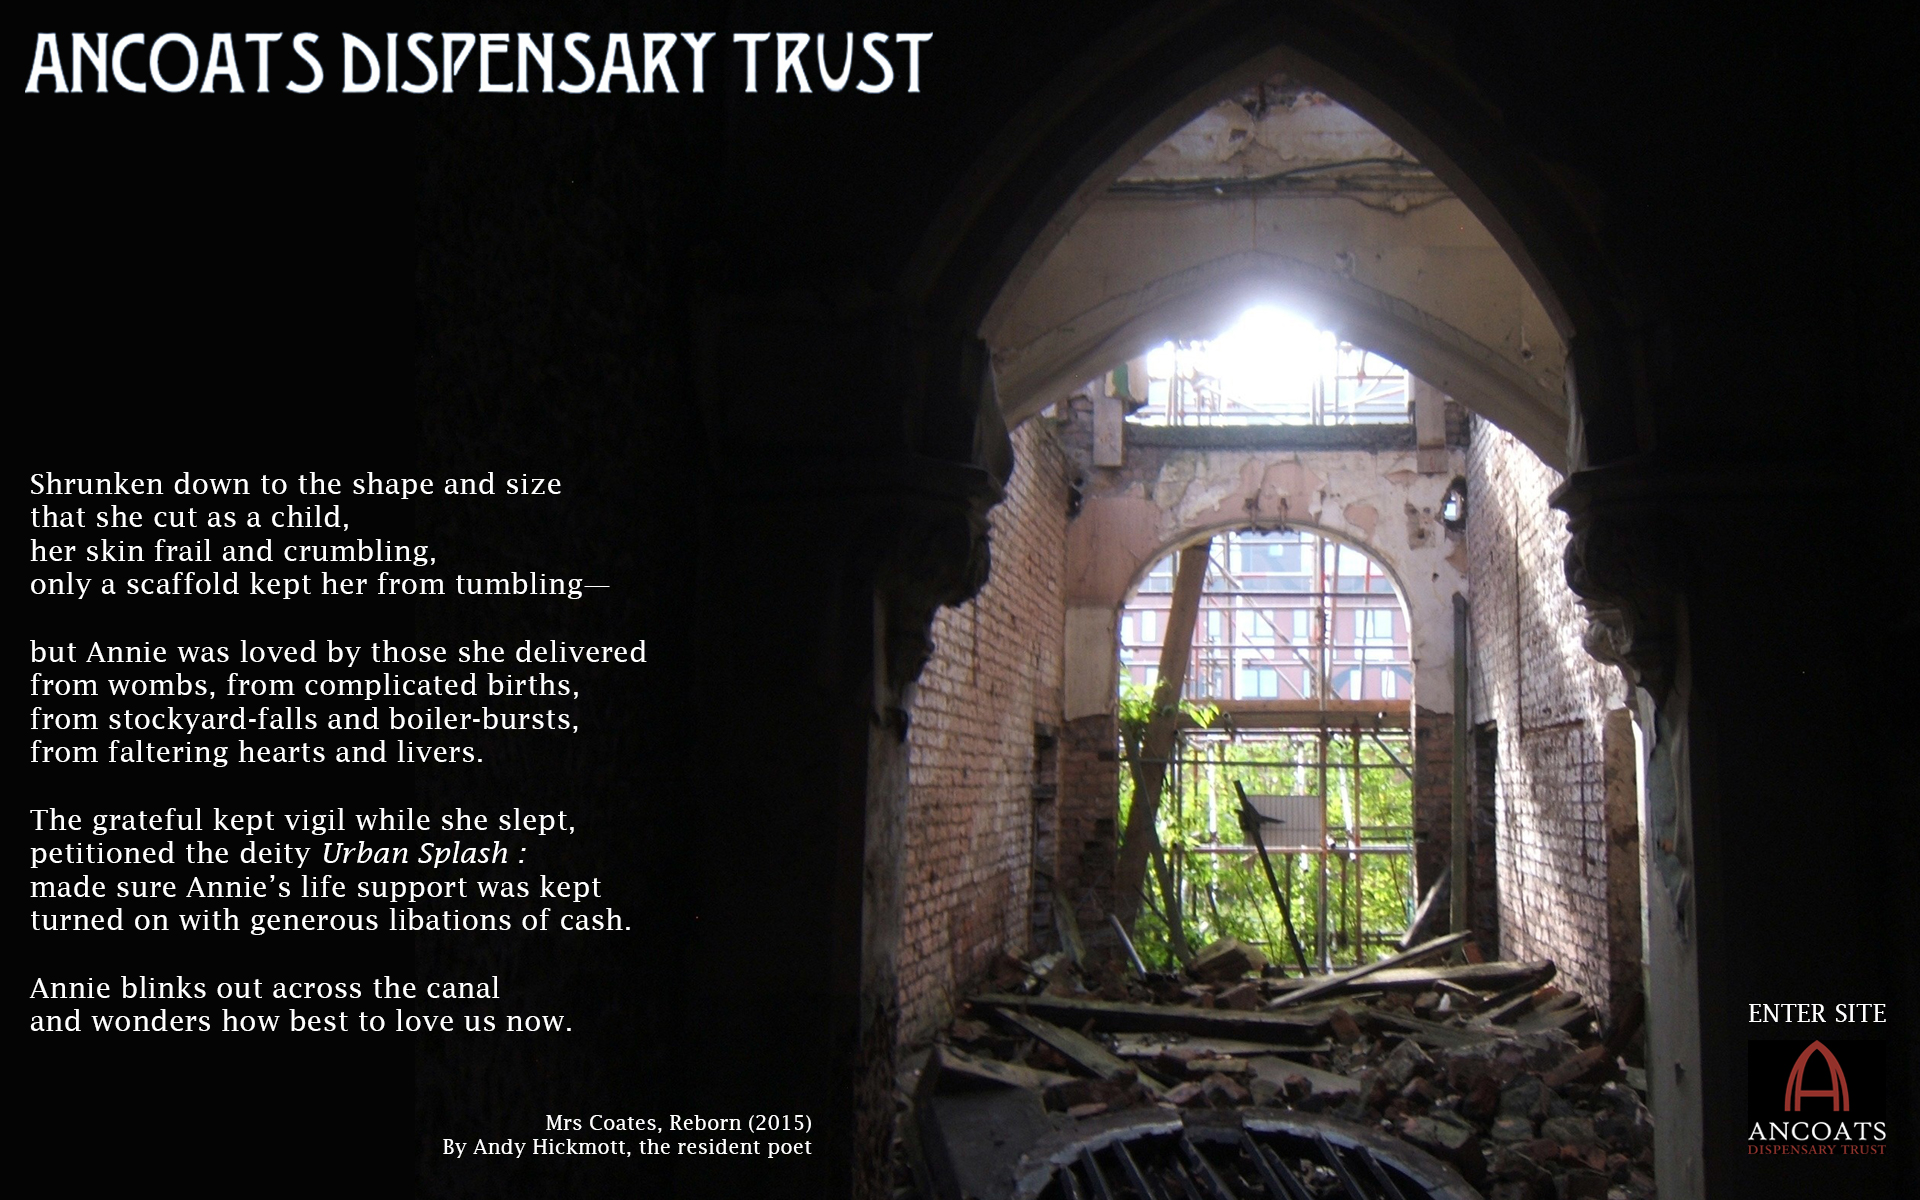 ANCOATS DISPENSARY TRUST
Shrunken down to the shape and size
that she cut as a child,
her skin frail and crumbling,
only a scaffold kept her from tumbling—
but Annie was loved by those she delivered
from wombs, from complicated births,
from stockyard-falls and boiler-bursts,
from faltering hearts and livers.
The grateful kept vigil while she slept,
petitioned the deity Urban Splash :
made sure Annie’s life support was kept
turned on with generous libations of cash.
Annie blinks out across the canal
and wonders how best to love us now.
Mrs Coates, Reborn (2015)
By Andy Hickmott, the resident poet
ENTER SITE
ANCOATS
DISPENSARY TRUST